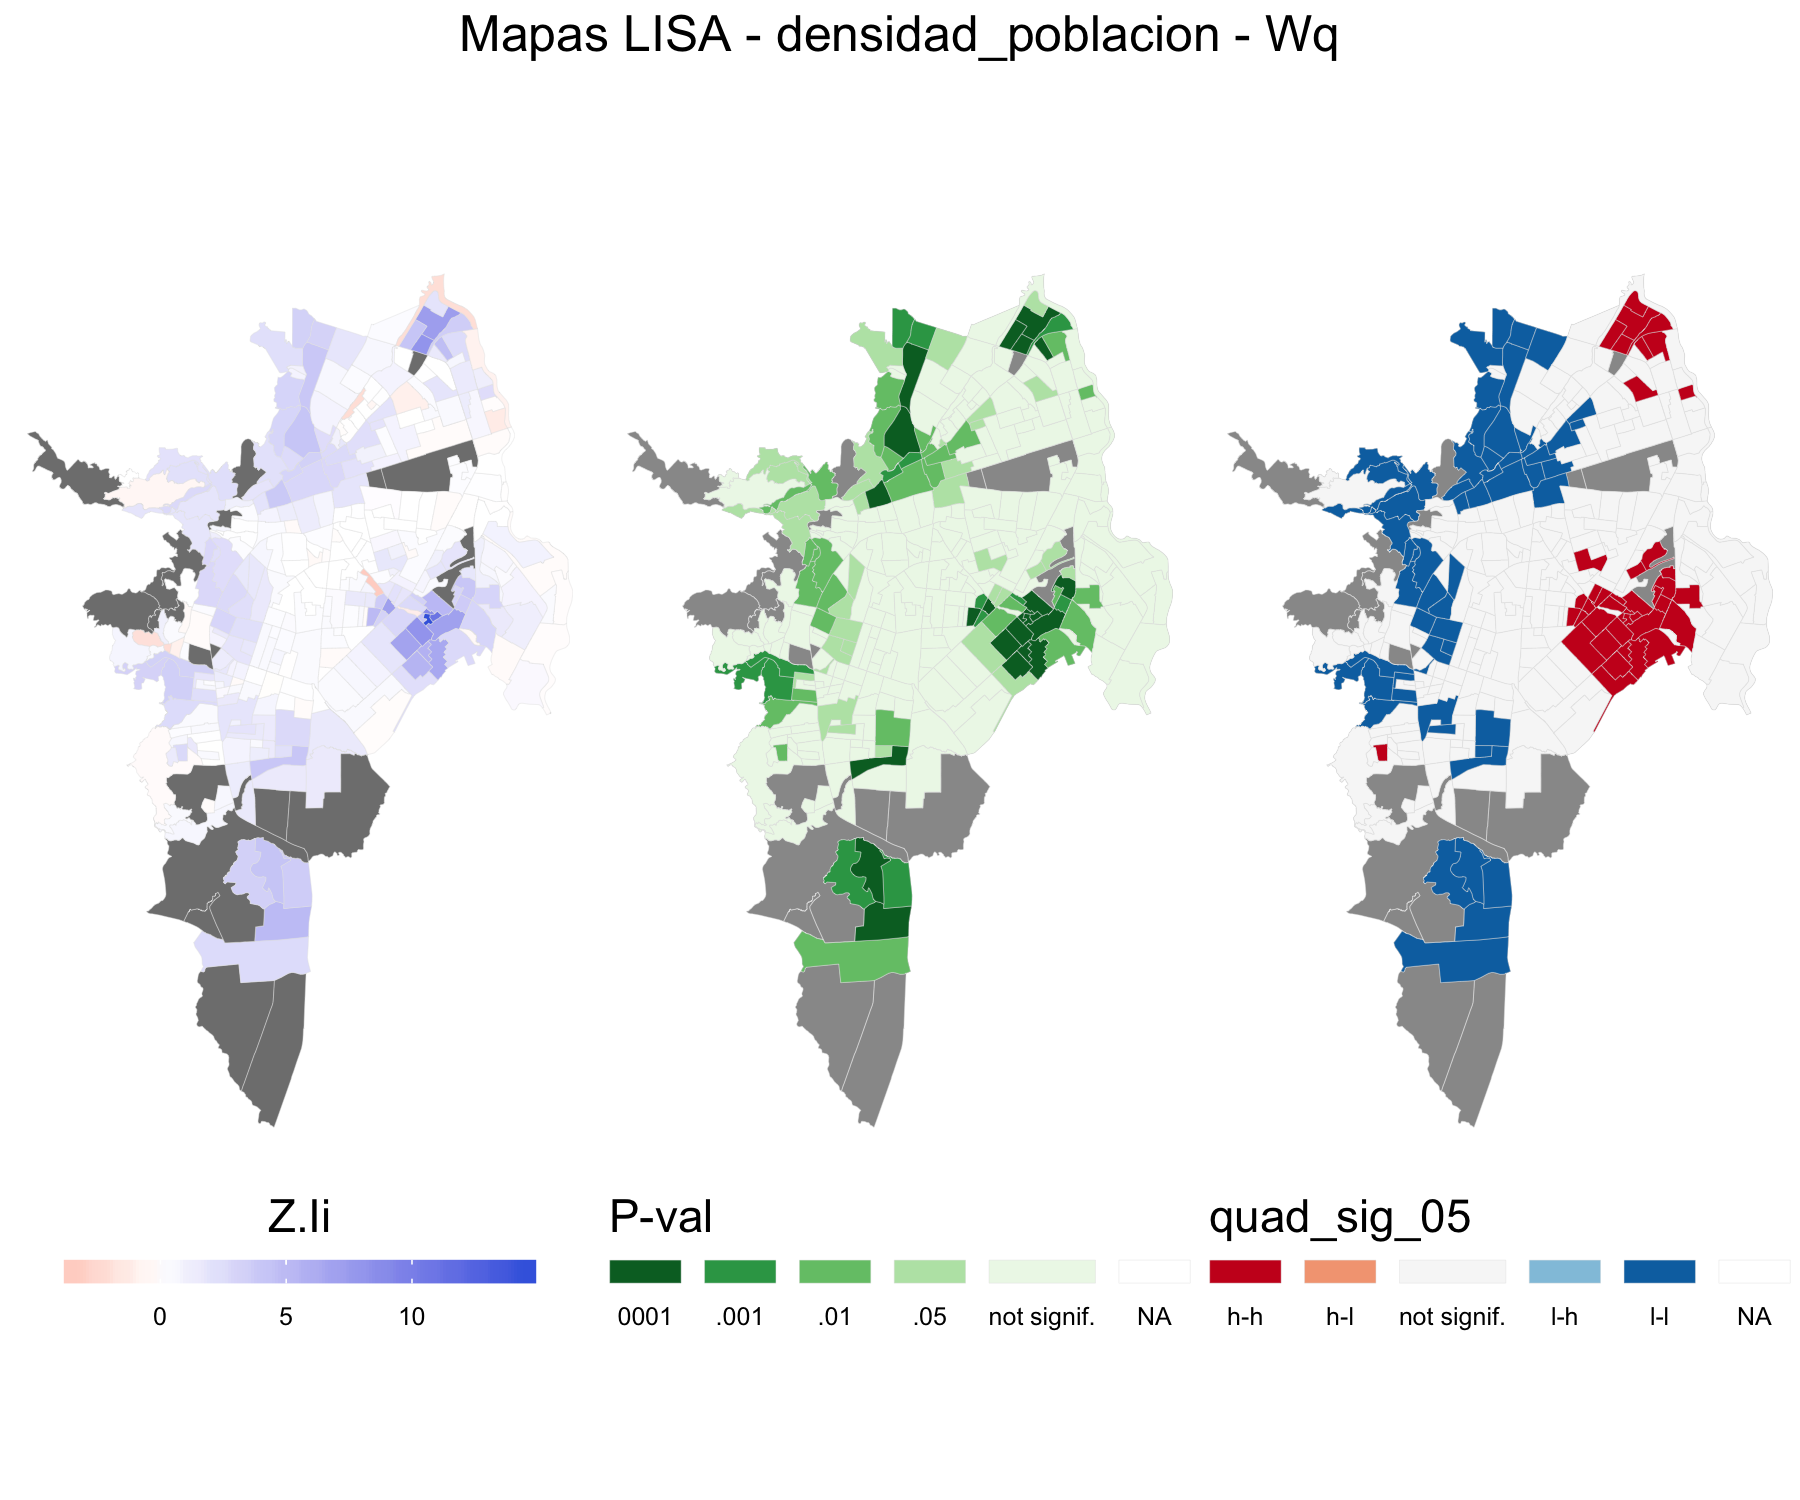 Mapas LISA - densidad_poblacion - Wq
Z.Ii
0 5 10
P-val
0001 .001 .01 .05 not signif. NA
quad_sig_05
h-h h-l not signif. l-h l-l NA